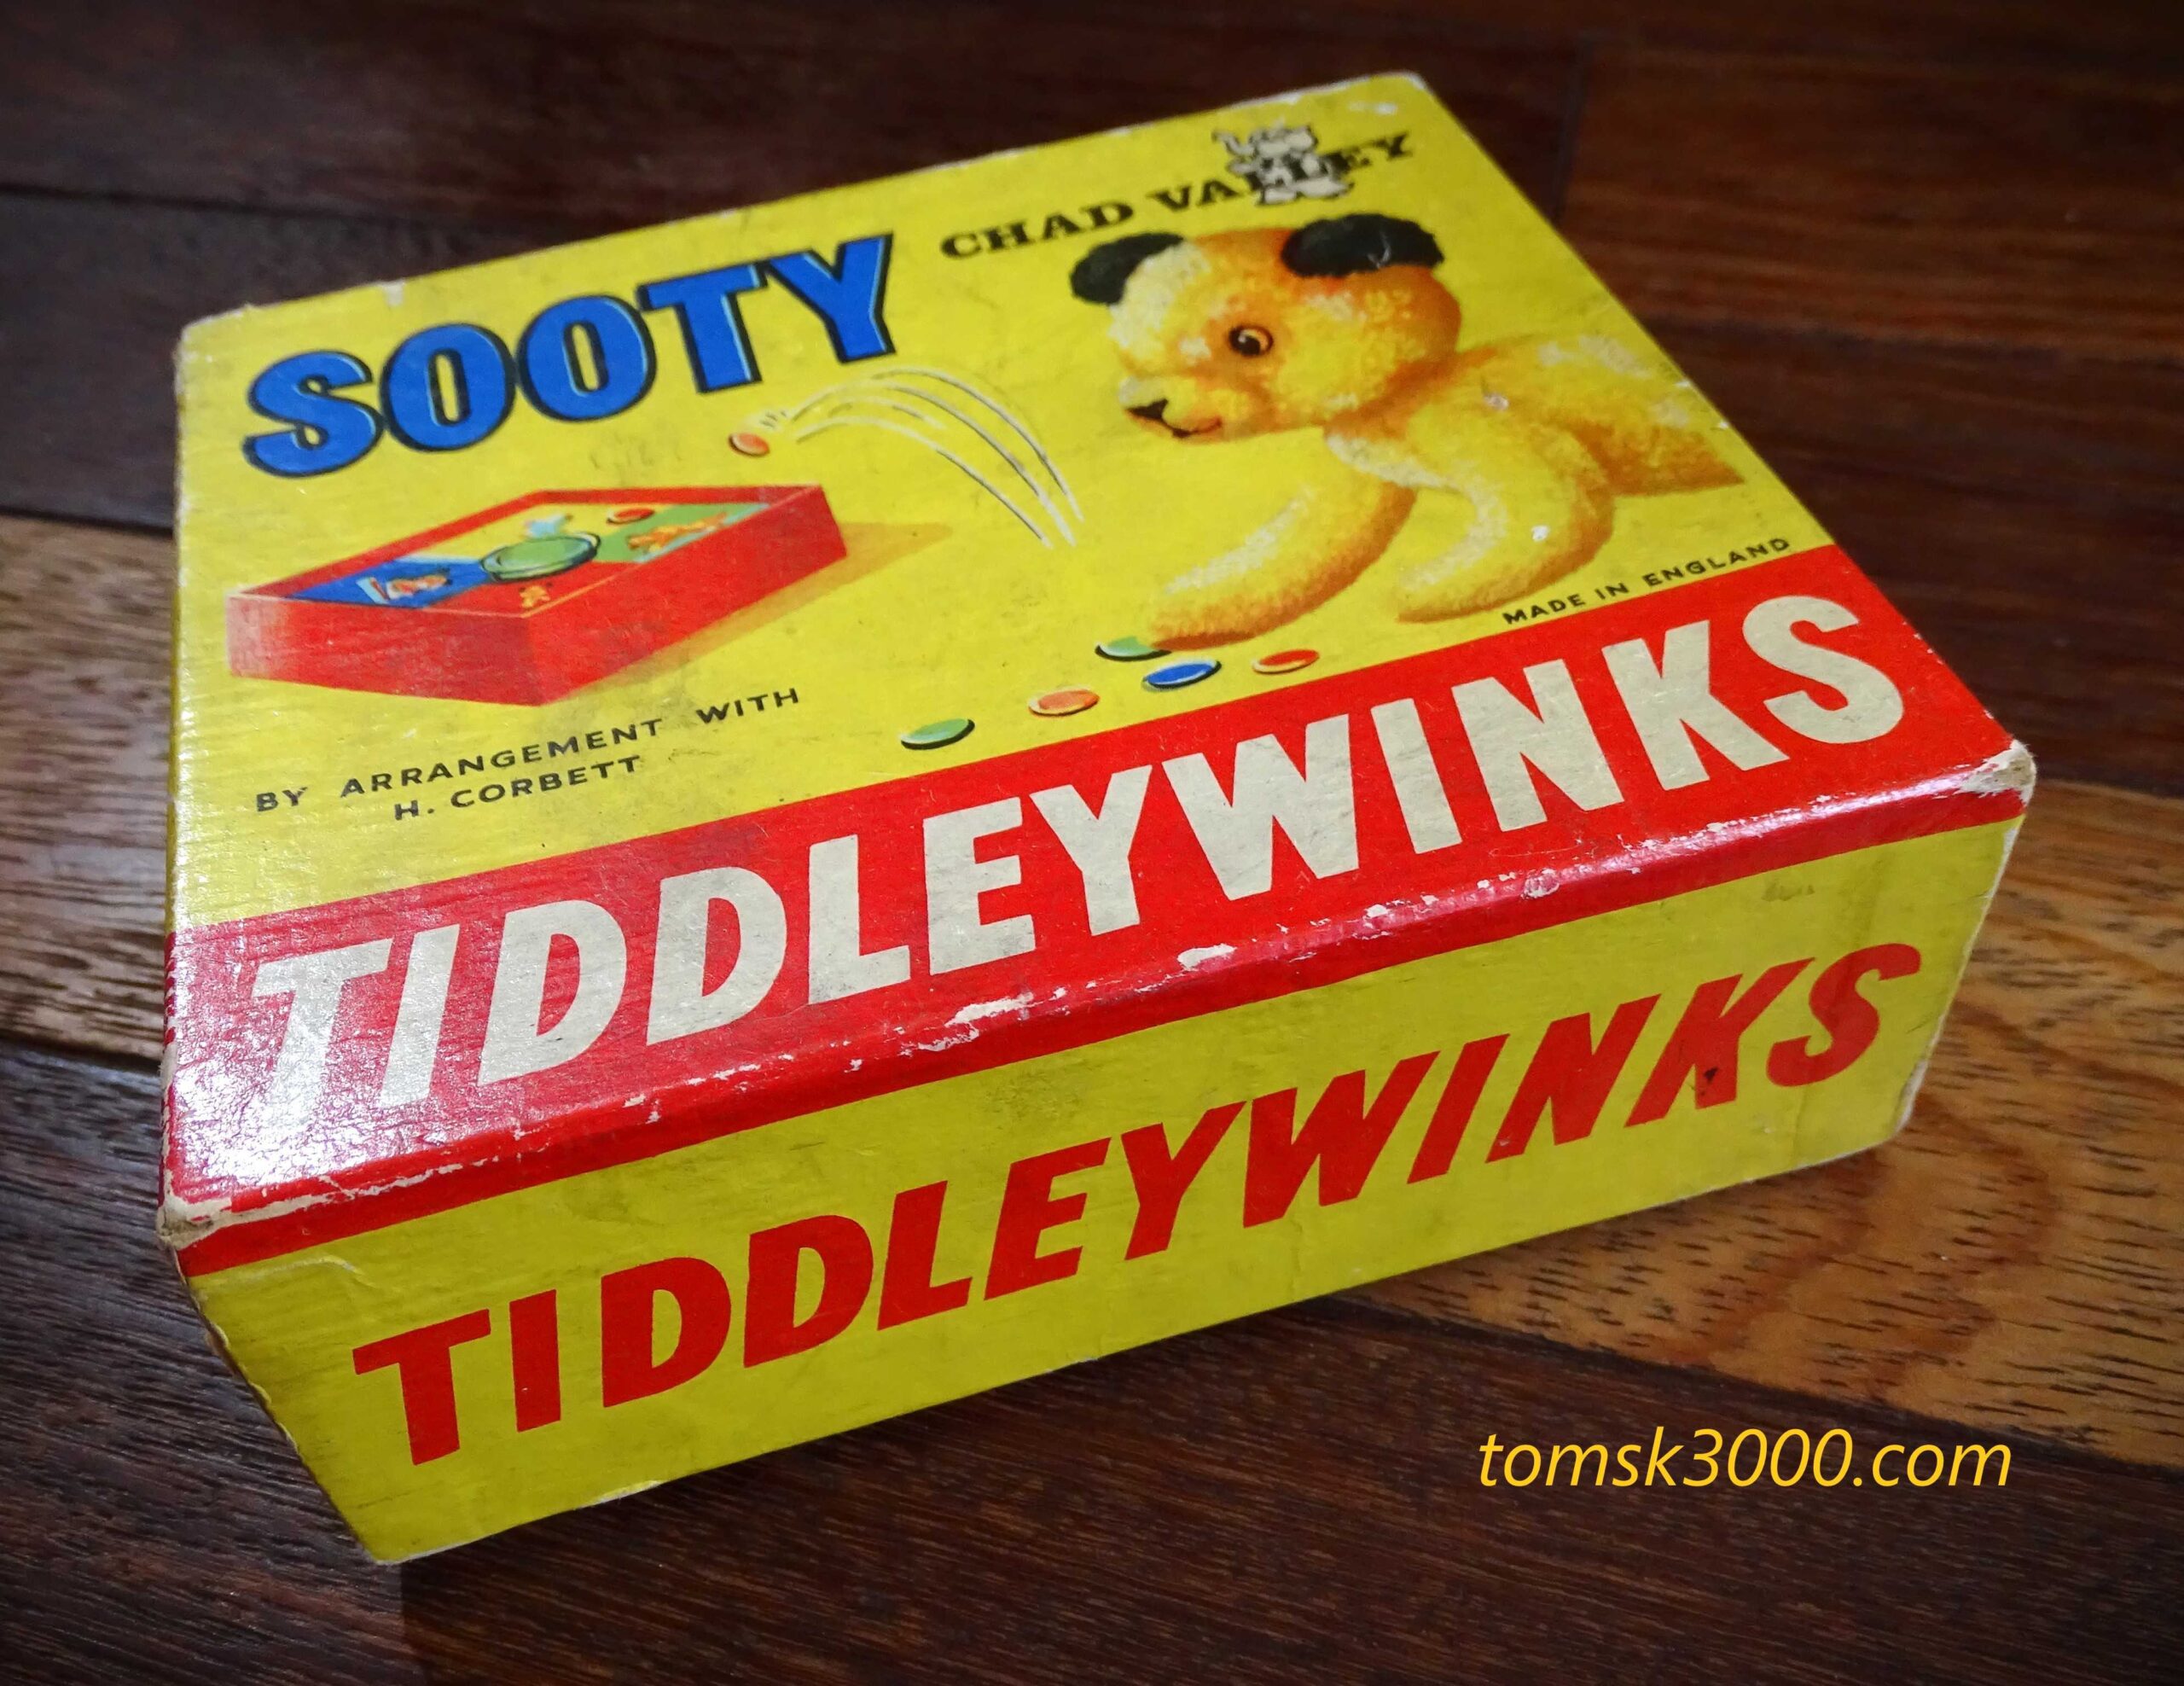 SOOTY
CHAD VALLEY
MADE IN ENGLAND
BY ARRANGEMENT WITH
H. CORBETT
TIDDLEYWINKS
TIDDLEYWINKS
tomsk3000.com